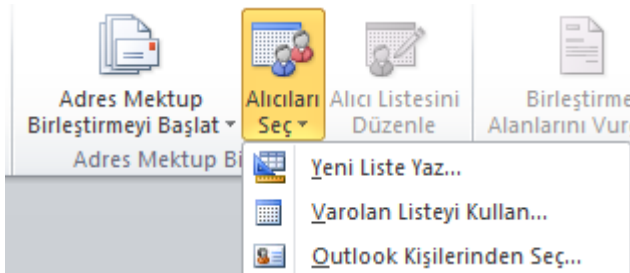 Adres Mektup
Birleştirmeyi Başlat
Alıcıları
Seç
Alıcı Listesini
Düzenle
Birleştirme
Alanlarını Vur
Adres Mektup Bi
Yeni Liste Yaz...
Varolan Listeyi Kullan...
Outlook Kişilerinden Seç...